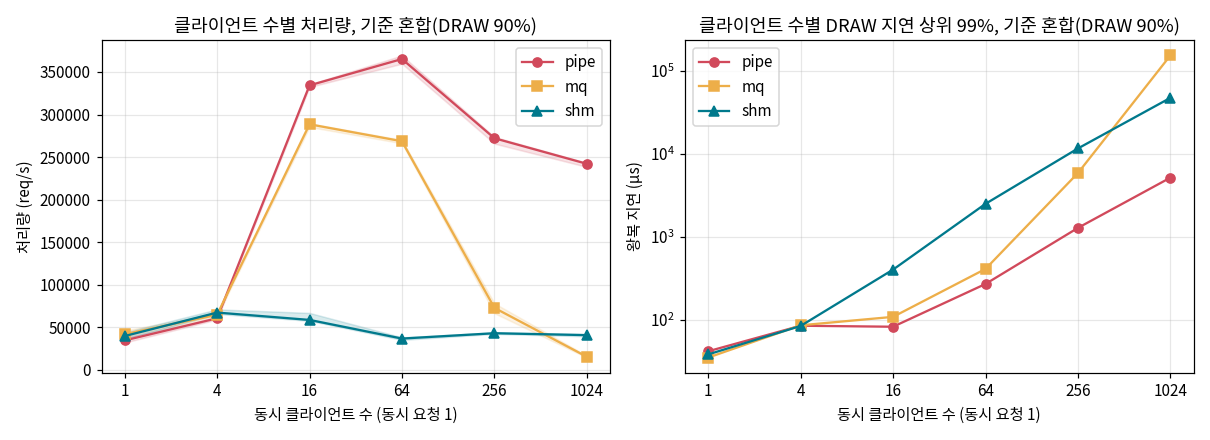 클라이언트 수별 처리량, 기준 혼합(DRAW 90%)
처리량 (req/s)
350000
300000
250000
200000
150000
100000
50000
0
pipe
mq
shm
1 4 16 64 256 1024
동시 클라이언트 수 (동시 요청 1)
클라이언트 수별 DRAW 지연 상위 99%, 기준 혼합(DRAW 90%)
왕복 지연 (µs)
10⁵
10⁴
10³
10²
pipe
mq
shm
1 4 16 64 256 1024
동시 클라이언트 수 (동시 요청 1)